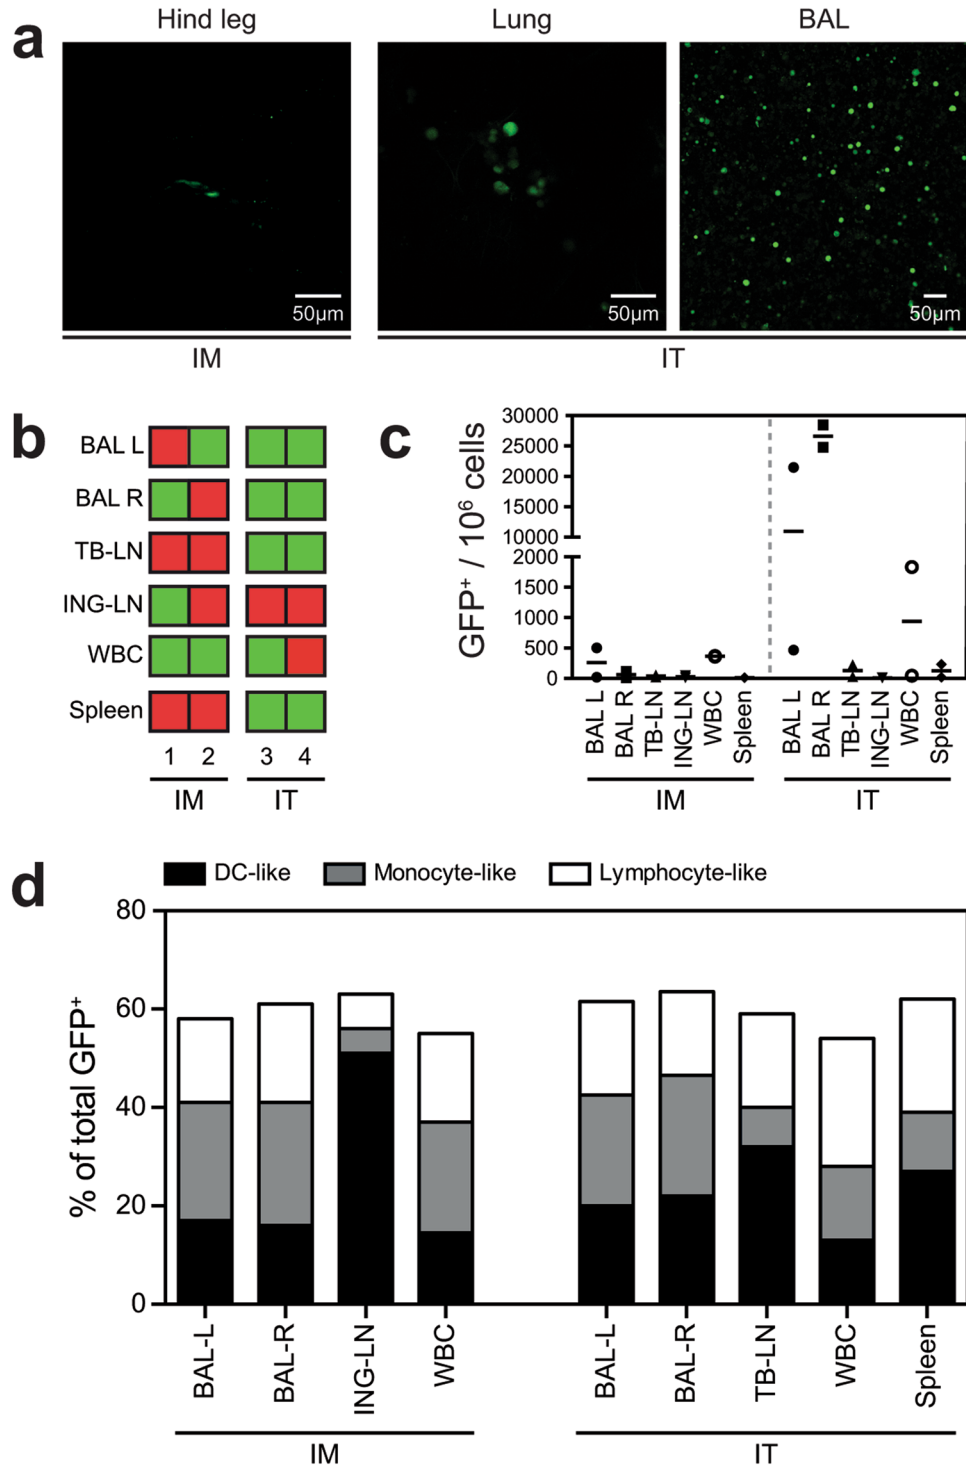 a
Hind leg
Lung
BAL
50µm
50µm
50µm
IM
IT
b
BAL L
BAL R
TB-LN
ING-LN
WBC
Spleen
1 2 3 4
IM IT
c
GFP+ / 10⁶ cells
30000
25000
20000
15000
10000
2000
1500
1000
500
0
BAL L
BAL R
TB-LN
ING-LN
WBC
Spleen
BAL L
BAL R
TB-LN
ING-LN
WBC
Spleen
IM
IT
d
DC-like Monocyte-like Lymphocyte-like
% of total GFP+
80
60
40
20
0
BAL-L
BAL-R
ING-LN
WBC
BAL-L
BAL-R
TB-LN
WBC
Spleen
IM
IT